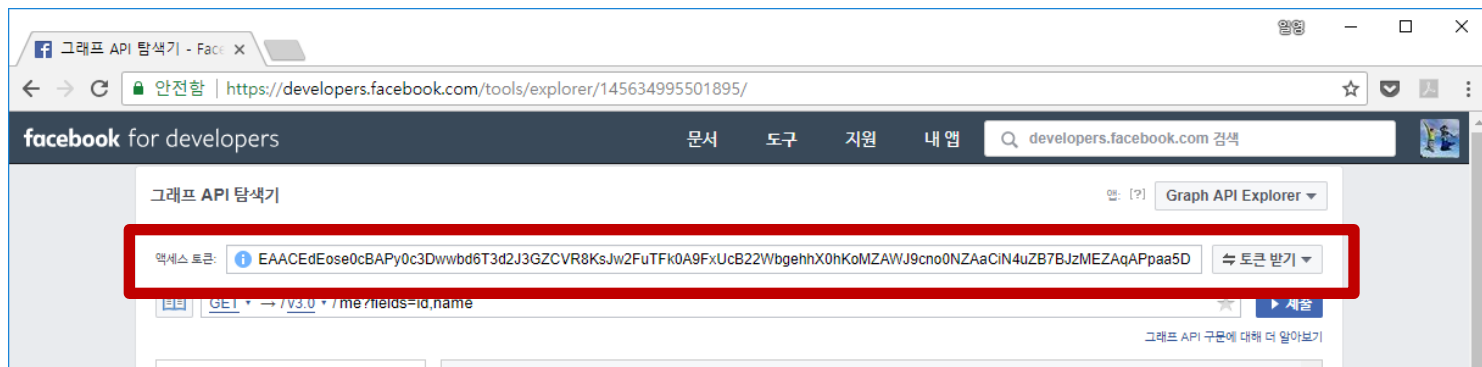 일영
그래프 API 탐색기 - Face
안전함 | https://developers.facebook.com/tools/explorer/145634995501895/
facebook for developers 문서 도구 지원 내 앱 developers.facebook.com 검색
그래프 API 탐색기 앱: [?] Graph API Explorer
액세스 토큰: EAACEdEose0cBAPy0c3Dwwbd6T3d2J3GZCVR8KsJw2FuTFk0A9FxUcB22WbgehhX0hKoMZAWJ9cno0NZAaCiN4uZB7BJzMEZAqAPpaa5D 토큰 받기
GET → /v3.0 / me?fields=id,name 제출
그래프 API 구문에 대해 더 알아보기